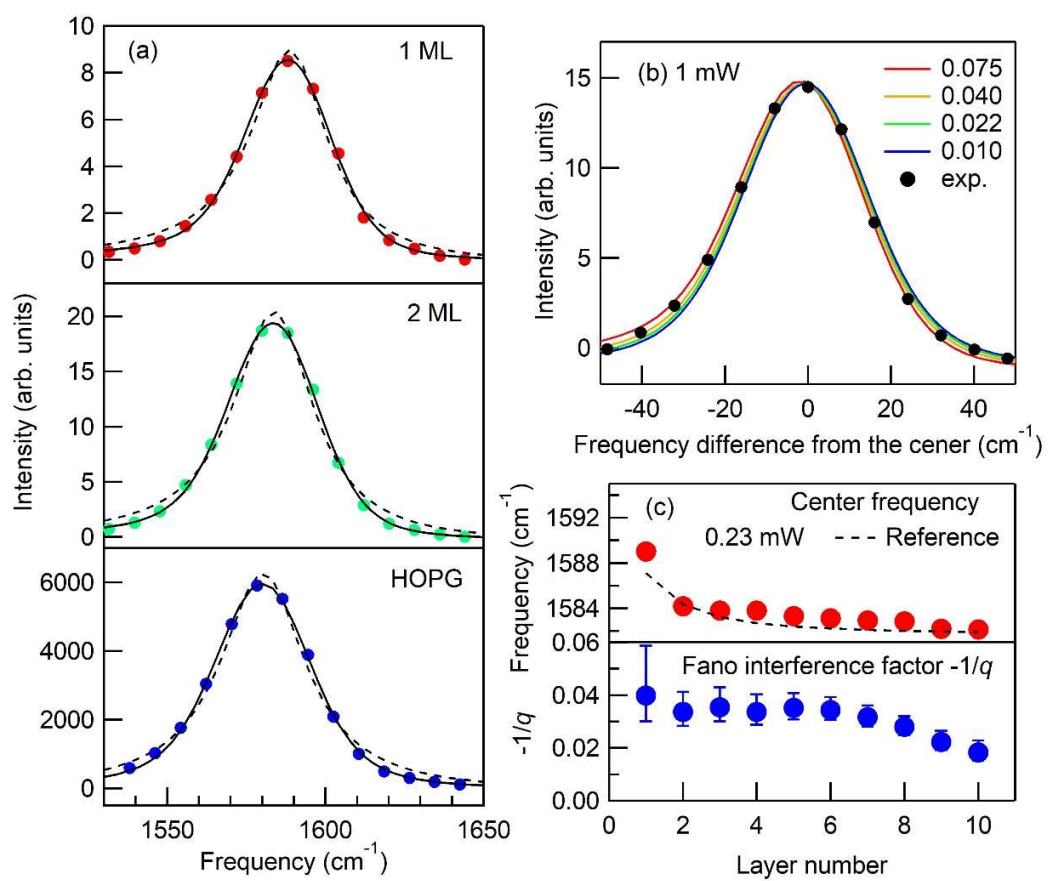 (a)
1 ML
10
8
6
4
2
0
2 ML
20
15
10
5
0
HOPG
6000
4000
2000
0
Intensity (arb. units)
1550
1600
1650
Frequency (cm-1)
(b) 1 mW
0.075
0.040
0.022
0.010
exp.
15
10
5
0
Intensity (arb. units)
-40
-20
0
20
40
Frequency difference from the cener (cm-1)
(c)
Center frequency
0.23 mW
Reference
1592
1588
1584
Frequency (cm-1)
0.06
Fano interference factor -1/q
0.04
0.02
0.00
-1/q
0
2
4
6
8
10
Layer number